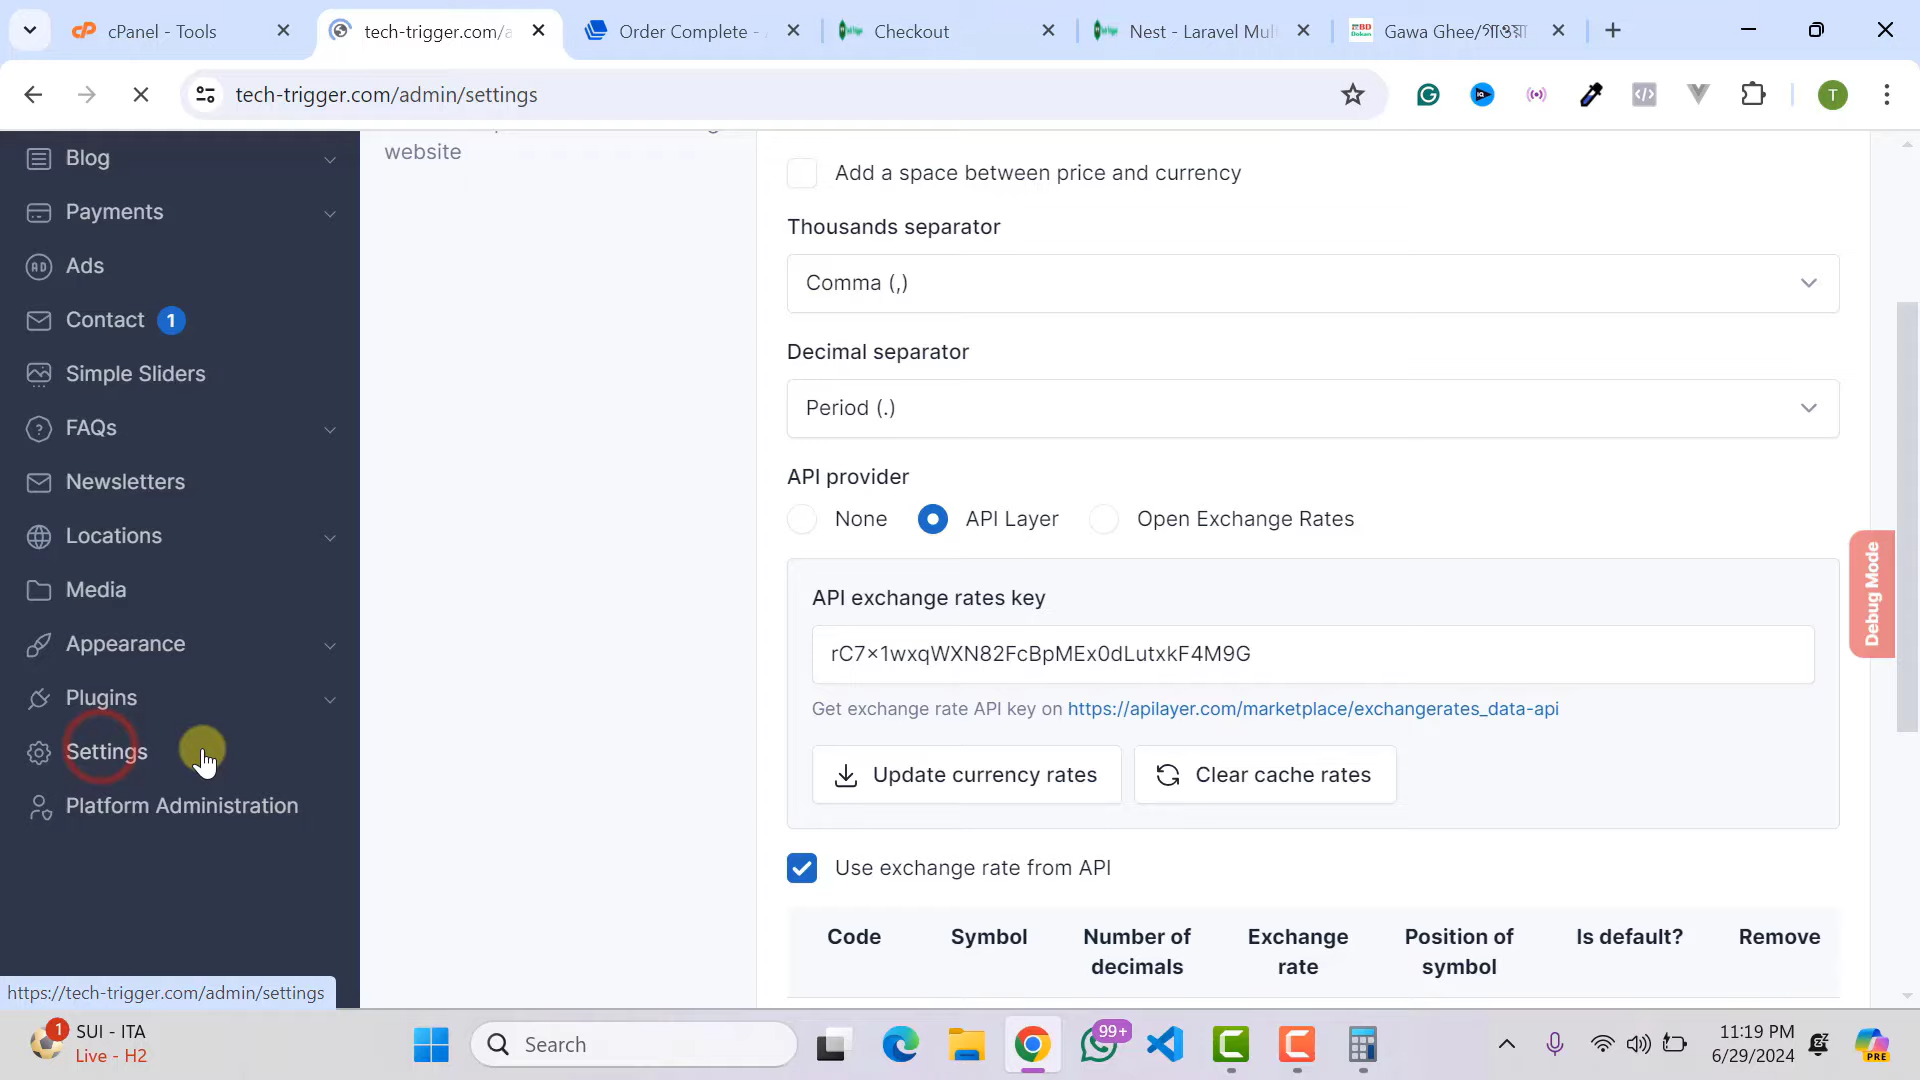 cPanel - Tools
tech-trigger.com/a
Order Complete -
Checkout
Nest - Laravel Mul
BD
Dokan
Gawa Ghee/গাওয়া
tech-trigger.com/admin/settings
T
Blog
Payments
AD
Ads
Contact 1
Simple Sliders
FAQs
Newsletters
Locations
Media
Appearance
Plugins
Settings
Platform Administration
https://tech-trigger.com/admin/settings
website
Add a space between price and currency
Thousands separator
Comma (,)
Decimal separator
Period (.)
API provider
None
API Layer
Open Exchange Rates
API exchange rates key
rC7x1wxqWXN82FcBpMEx0dLutxkF4M9G
Get exchange rate API key on https://apilayer.com/marketplace/exchangerates_data-api
Update currency rates
Clear cache rates
Use exchange rate from API
Code
Symbol
Number of decimals
Exchange rate
Position of symbol
Is default?
Remove
Debug Mode
1
SUI - ITA
Live - H2
Search
99+
11:19 PM
6/29/2024
PRE